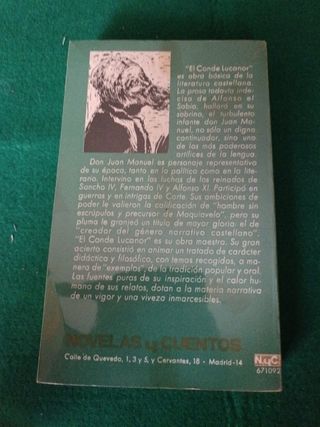 "El Conde Lucanor"
es obra básica de la
literatura castellana.
La prosa todavía inde-
cisa de Alfonso el
Sabio, hallará en su
sobrino, el turbulento
infante don Juan Ma-
nuel, no sólo un digno
continuador, sino uno
de los más poderosos
artífices de la lengua.
Don Juan Manuel es personaje representativo
de su época, tanto en lo político como en lo lite-
rario. Intervino en las luchas de los reinados de
Sancho IV, Fernando IV y Alfonso XI. Participó en
guerras y en intrigas de Corte. Sus ambiciones de
poder le valieron la calificación de "hombre sin
escrúpulos y precursor de Maquiavelo", pero su
pluma le granjeó un título de mayor gloria: el de
"creador del género narrativo castellano".
"El Conde Lucanor" es su obra maestra. Su gran
acierto consistió en animar un tratado de carácter
didáctico y filosófico, con temas recogidos, a ma-
nera de "exemplos", de la tradición popular y oral.
Las fuentes puras de su inspiración y el calor hu-
mano de sus relatos, dotan a la materia narrativa
de un vigor y una viveza inmarcesibles.
NOVELAS y CUENTOS
Calle de Quevedo, 1, 3 y 5, y Cervantes, 18 - Madrid-14
N.yC.
671092